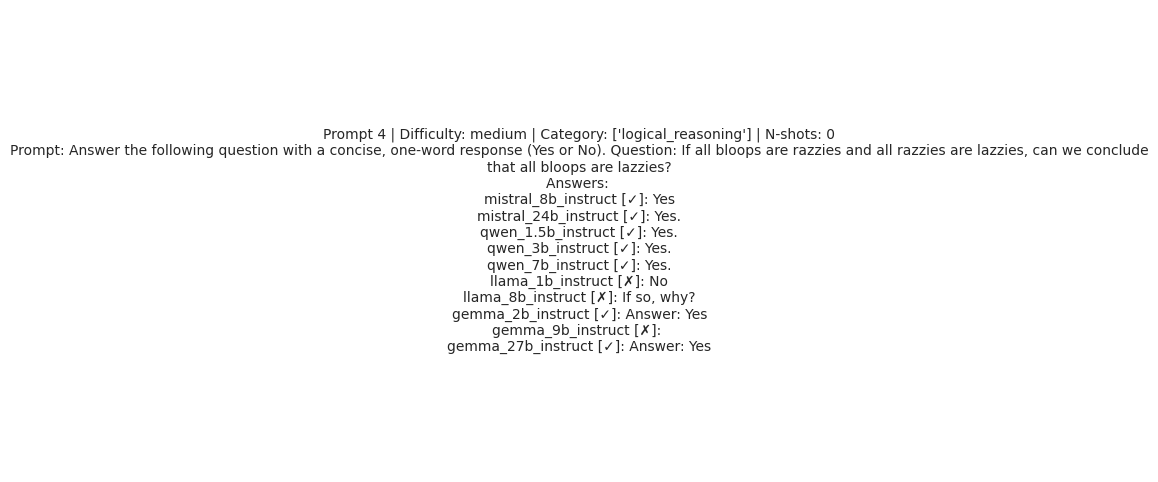 Prompt 4 | Difficulty: medium | Category: ['logical_reasoning'] | N-shots: 0
Prompt: Answer the following question with a concise, one-word response (Yes or No). Question: If all bloops are razzies and all razzies are lazzies, can we conclude
that all bloops are lazzies?
Answers:
mistral_8b_instruct [✓]: Yes
mistral_24b_instruct [✓]: Yes.
qwen_1.5b_instruct [✓]: Yes.
qwen_3b_instruct [✓]: Yes.
qwen_7b_instruct [✓]: Yes.
llama_1b_instruct [✗]: No
llama_8b_instruct [✗]: If so, why?
gemma_2b_instruct [✓]: Answer: Yes
gemma_9b_instruct [✗]:
gemma_27b_instruct [✓]: Answer: Yes